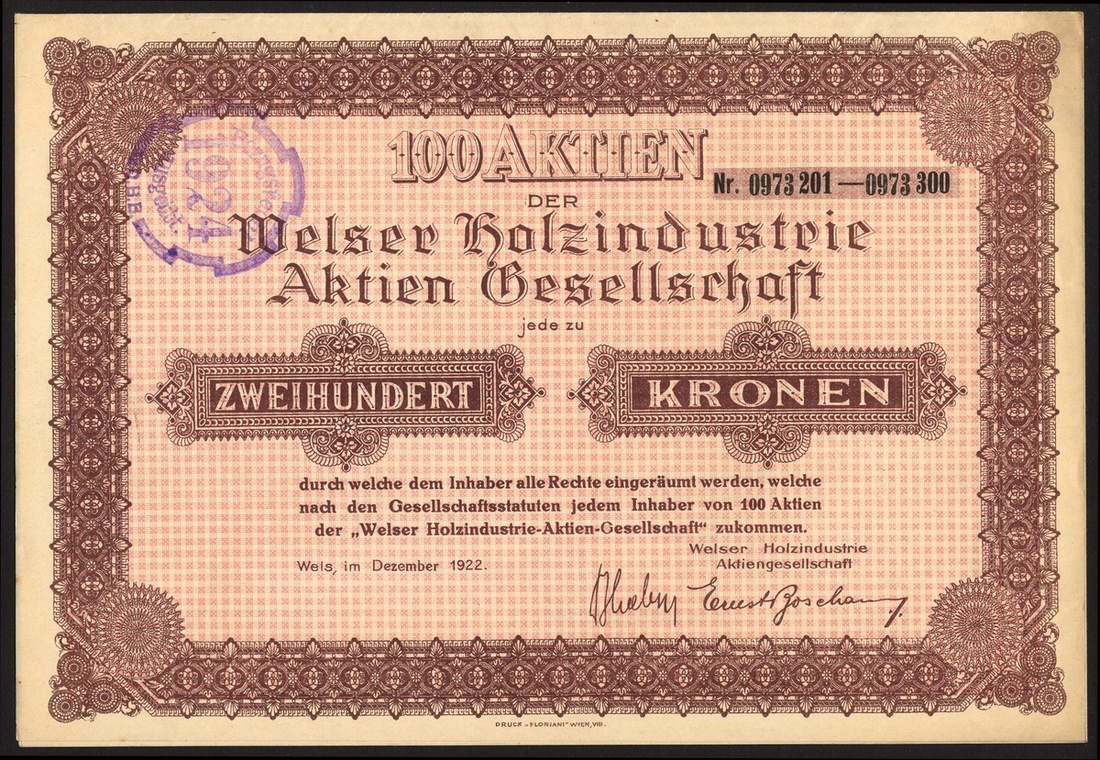 100 AKTIEN
Nr. 0973 201 — 0973 300
DER
Welser Holzindustrie
Aktien Gesellschaft
jede zu
ZWEIHUNDERT
KRONEN
durch welche dem Inhaber alle Rechte eingeräumt werden, welche
nach den Gesellschaftsstatuten jedem Inhaber von 100 Aktien
der „Welser Holzindustrie-Aktien-Gesellschaft“ zukommen.
Wels, im Dezember 1922.
Welser Holzindustrie
Aktiengesellschaft
DRUCK „FLORIANI“ WIEN, VIII.
1924